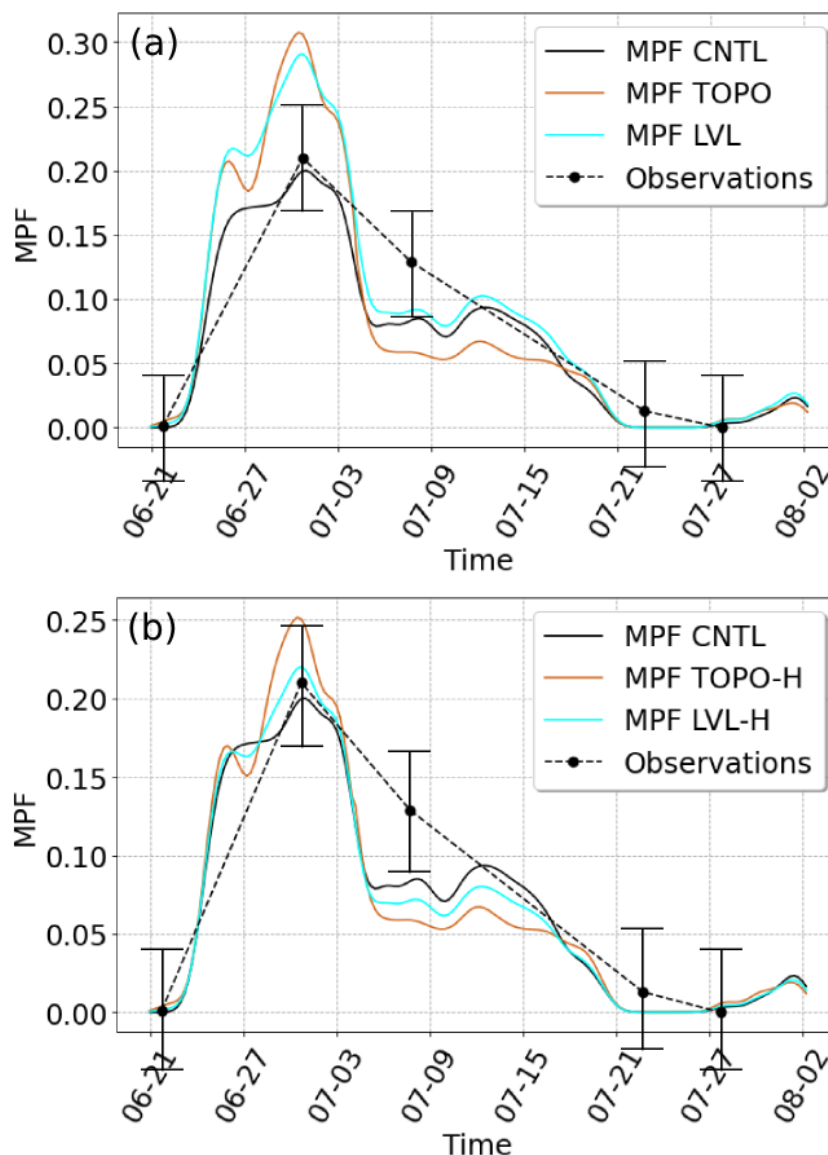 (a)
MPF CNTL
MPF TOPO
MPF LVL
Observations
0.30
0.25
0.20
0.15
0.10
0.05
0.00
MPF
06-21
06-27
07-03
07-09
07-15
07-21
07-27
08-02
Time
(b)
MPF CNTL
MPF TOPO-H
MPF LVL-H
Observations
0.25
0.20
0.15
0.10
0.05
0.00
MPF
06-21
06-27
07-03
07-09
07-15
07-21
07-27
08-02
Time